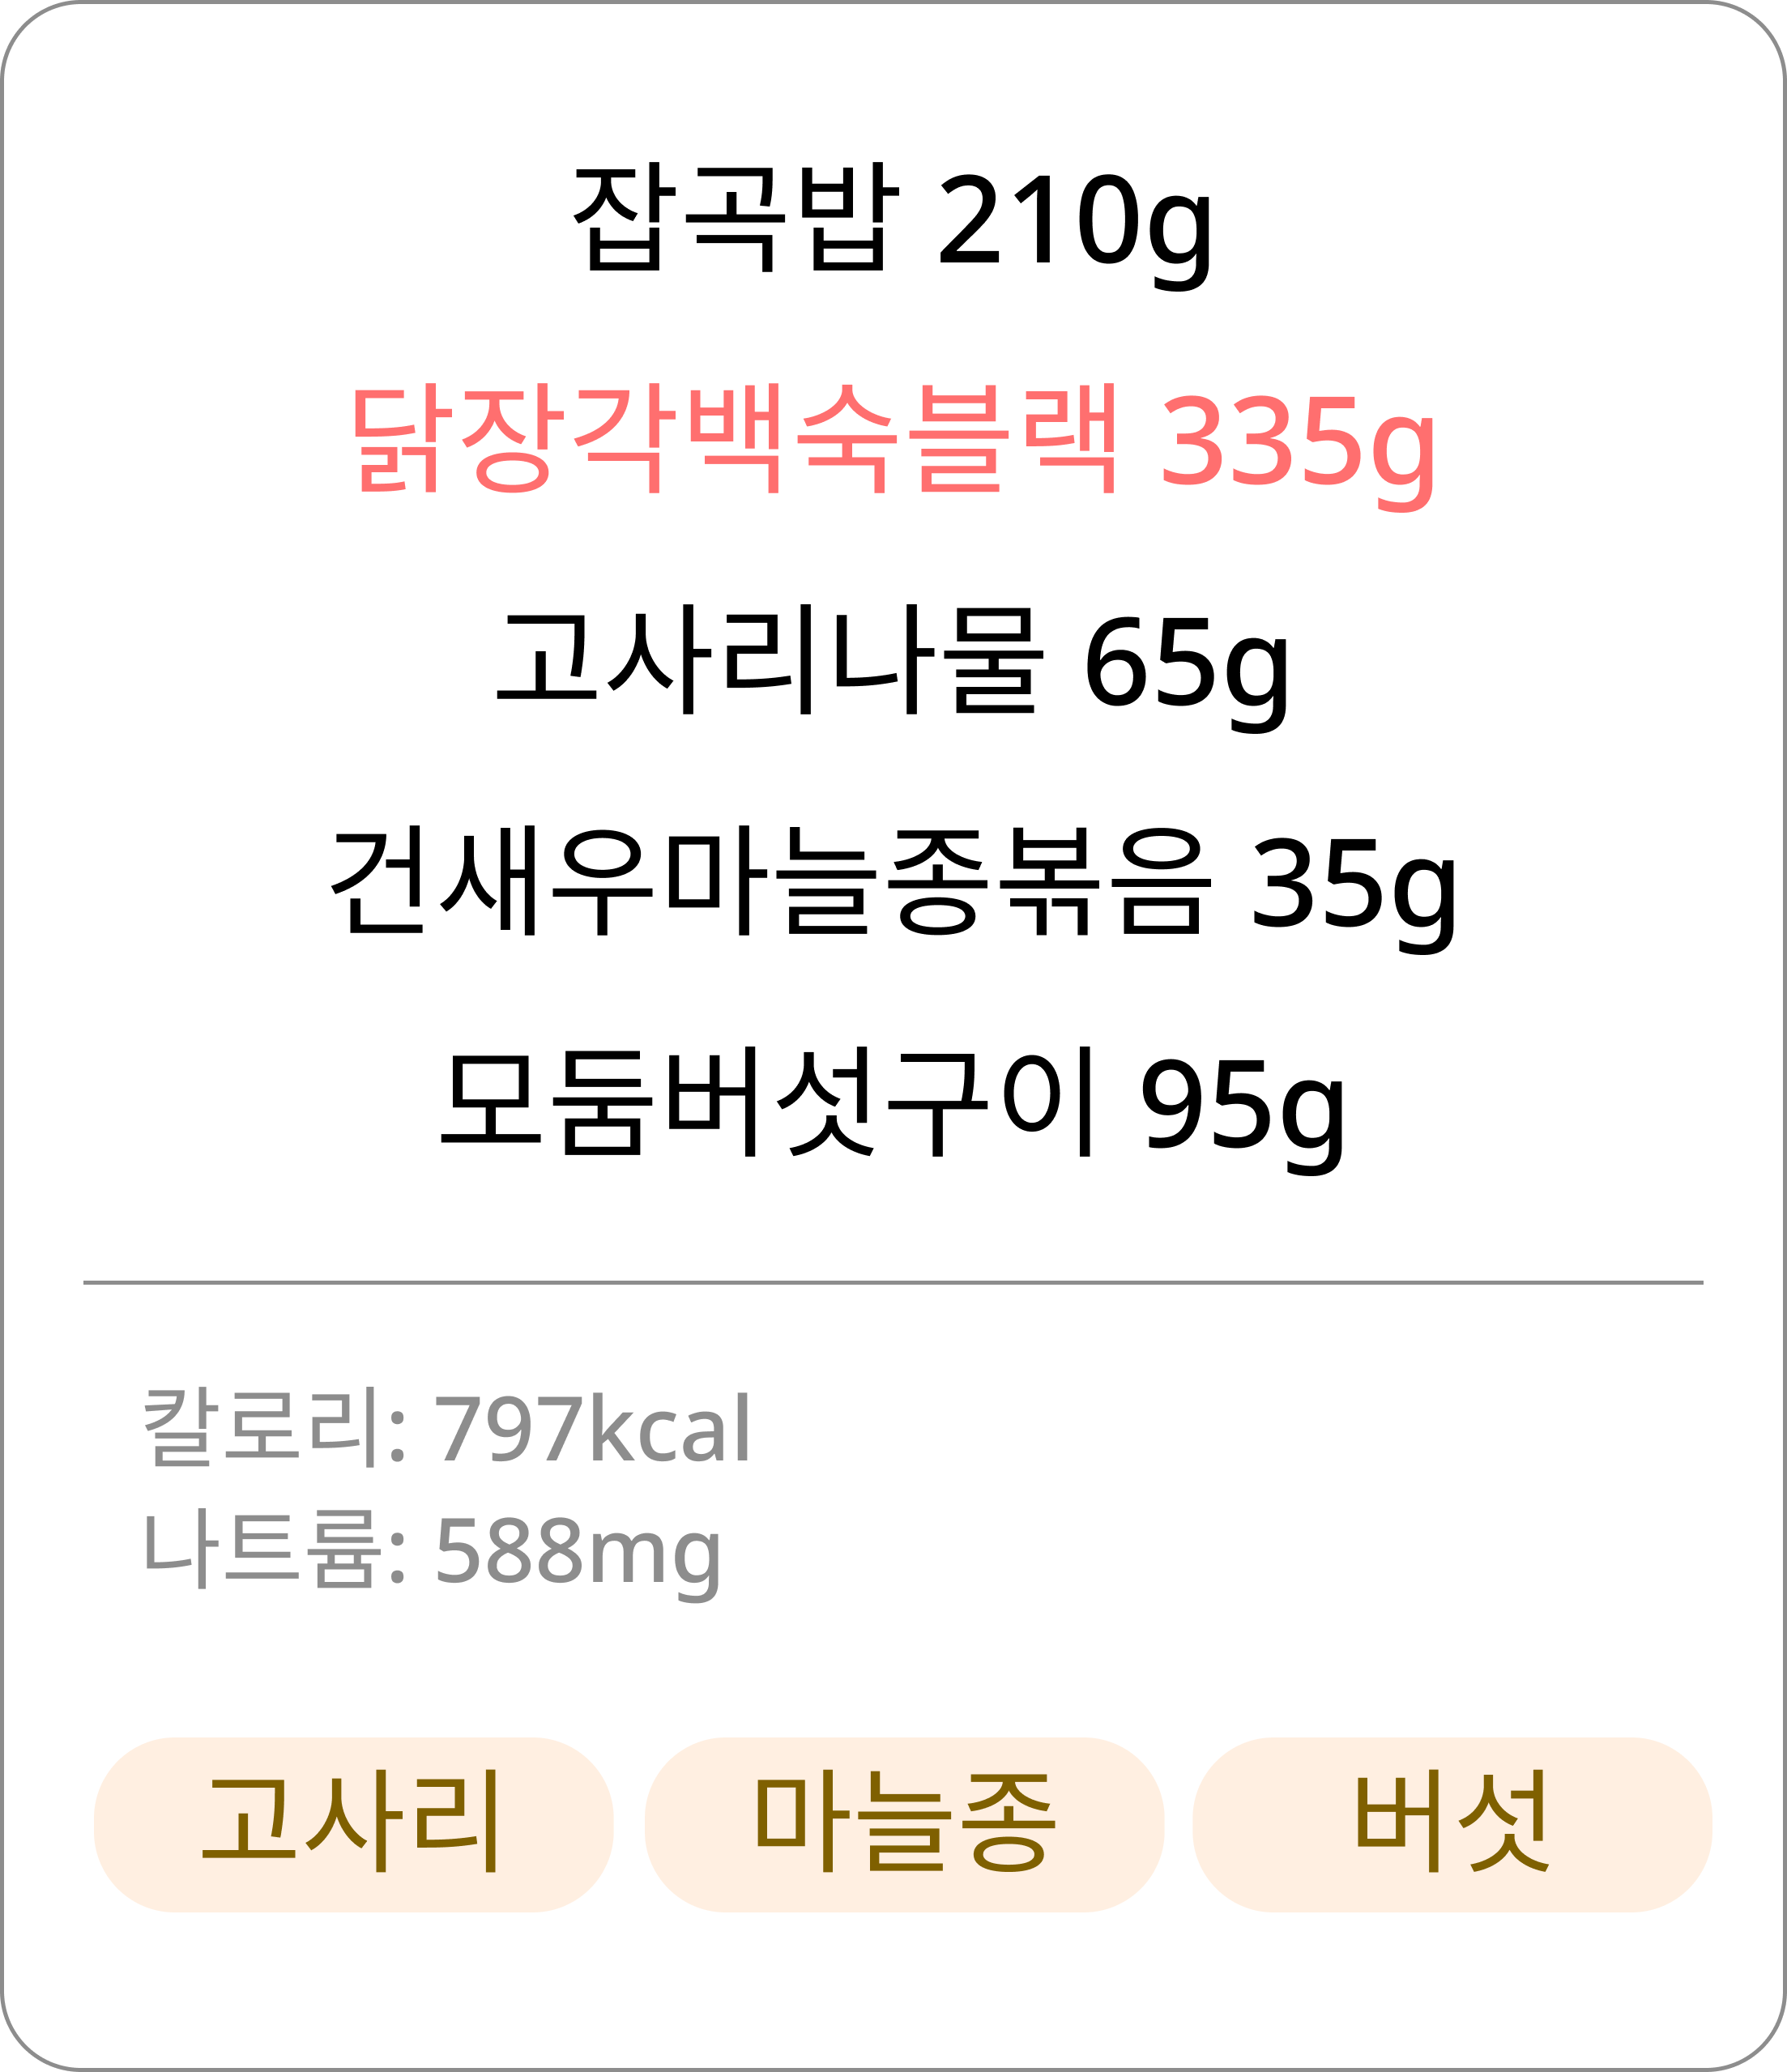 잡곡밥 210g
닭장각백숙블랙 335g
고사리나물 65g
건새우마늘종볶음 35g
모둠버섯구이 95g
칼로리: 797kcal
나트륨: 588mg
고사리 마늘종 버섯